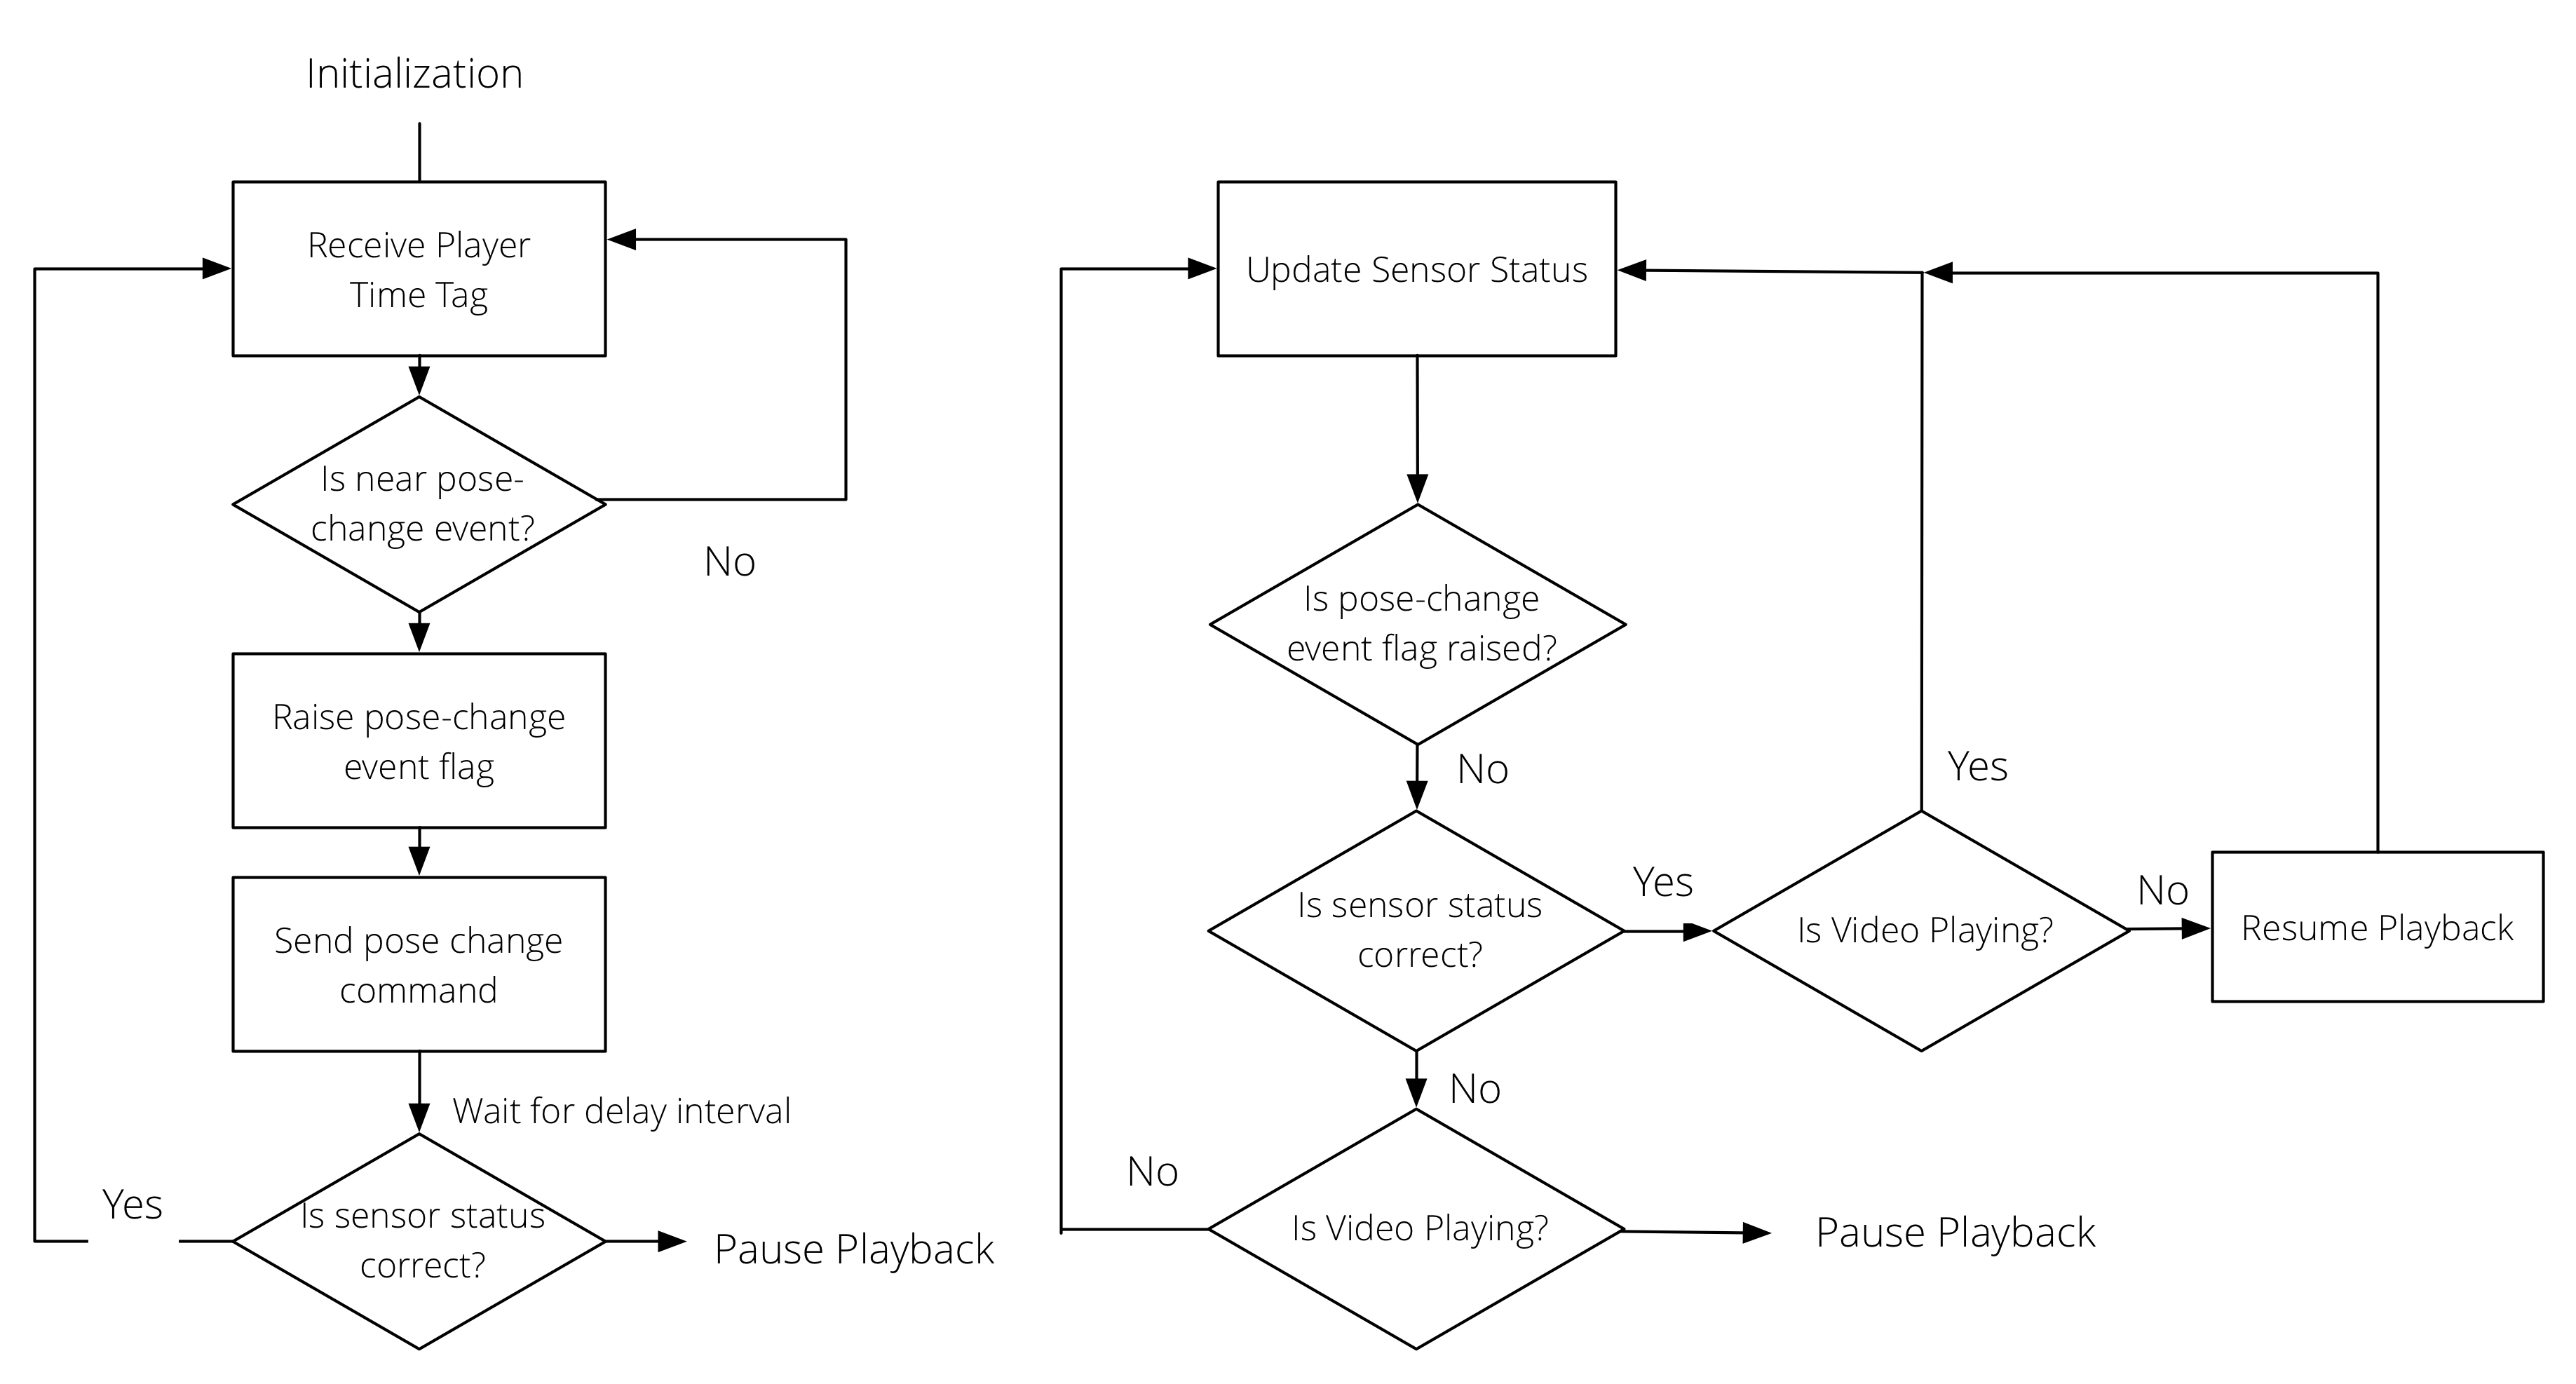 Initialization
Receive Player
Time Tag
Is near pose-
change event?
No
Raise pose-change
event flag
Send pose change
command
Wait for delay interval
Yes
Is sensor status
correct?
Pause Playback
Update Sensor Status
Is pose-change
event flag raised?
No
Is sensor status
correct?
Yes
Is Video Playing?
Yes
No
Resume Playback
No
No
Is Video Playing?
Pause Playback